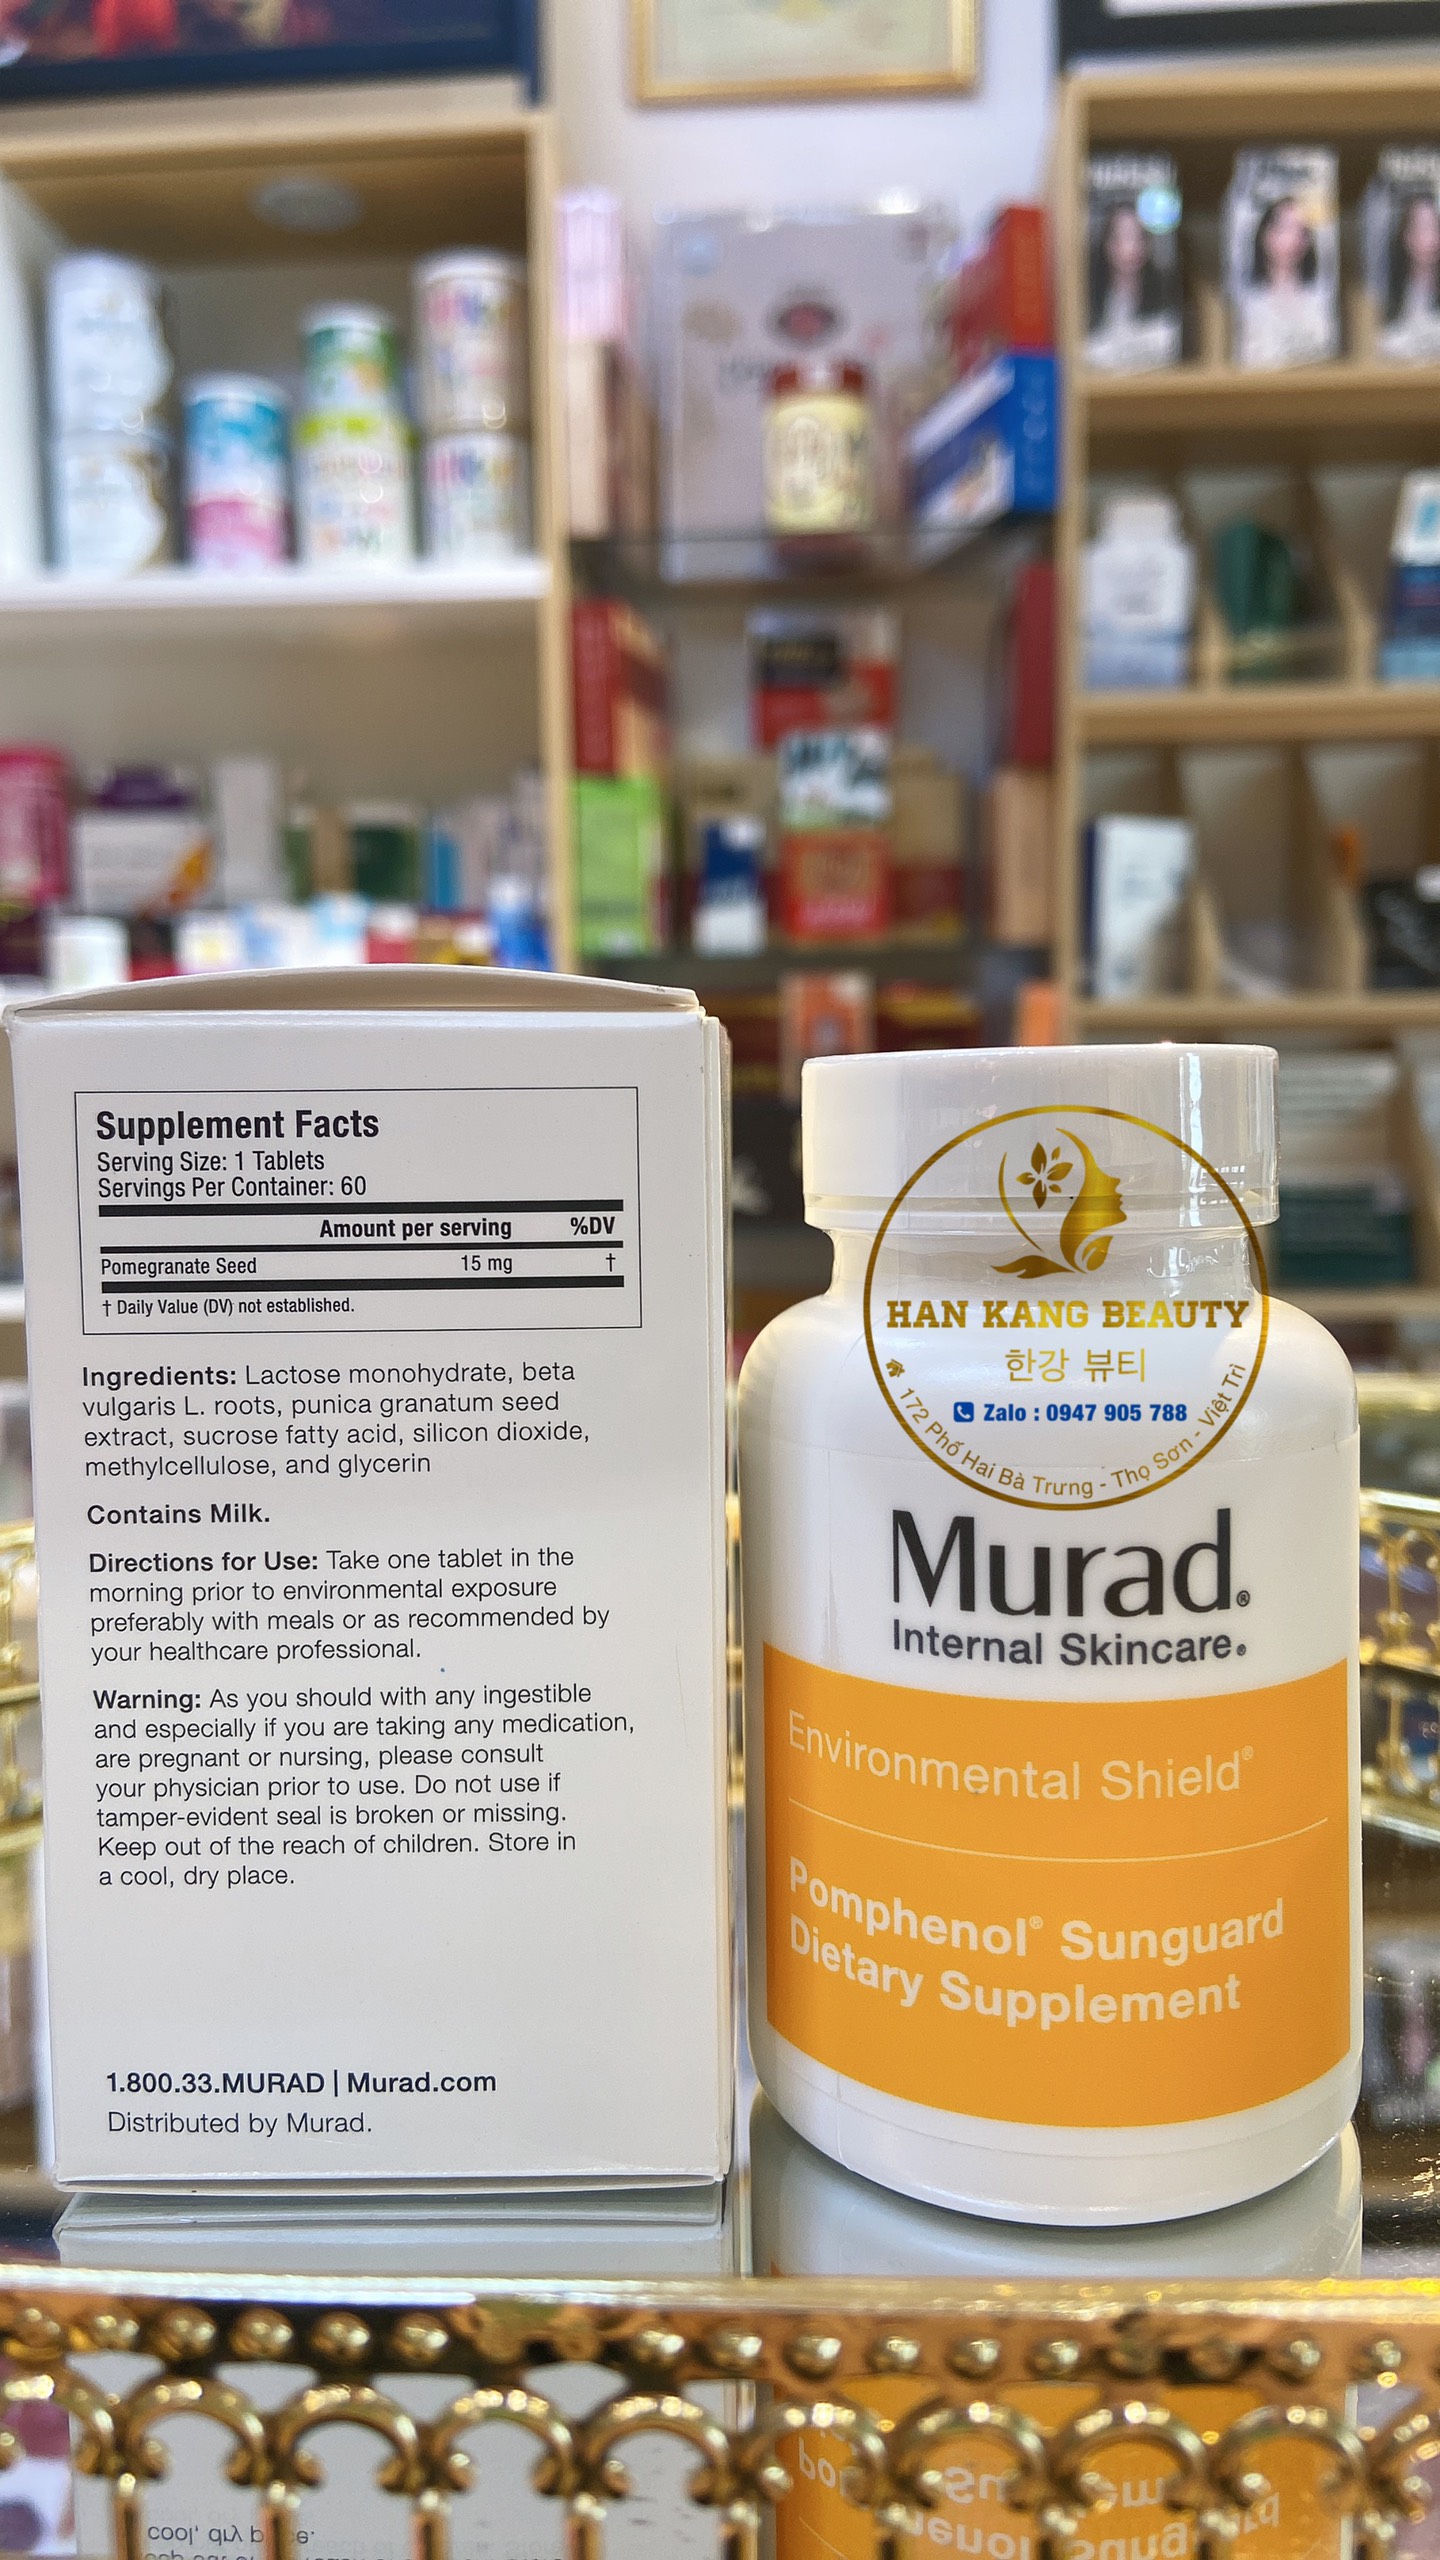 Supplement Facts
Serving Size: 1 Tablets
Servings Per Container: 60
Amount per serving %DV
Pomegranate Seed 15 mg †
† Daily Value (DV) not established.
Ingredients: Lactose monohydrate, beta
vulgaris L. roots, punica granatum seed
extract, sucrose fatty acid, silicon dioxide,
methylcellulose, and glycerin
Contains Milk.
Directions for Use: Take one tablet in the
morning prior to environmental exposure
preferably with meals or as recommended by
your healthcare professional.
Warning: As you should with any ingestible
and especially if you are taking any medication,
are pregnant or nursing, please consult
your physician prior to use. Do not use if
tamper-evident seal is broken or missing.
Keep out of the reach of children. Store in
a cool, dry place.
1.800.33.MURAD | Murad.com
Distributed by Murad.
HAN KANG BEAUTY
한강 뷰티
Zalo : 0947 905 788
172 Phố Hai Bà Trưng - Thọ Sơn - Việt Trì
Murad®
Internal Skincare®
Environmental Shield®
Pomphenol® Sunguard
Dietary Supplement